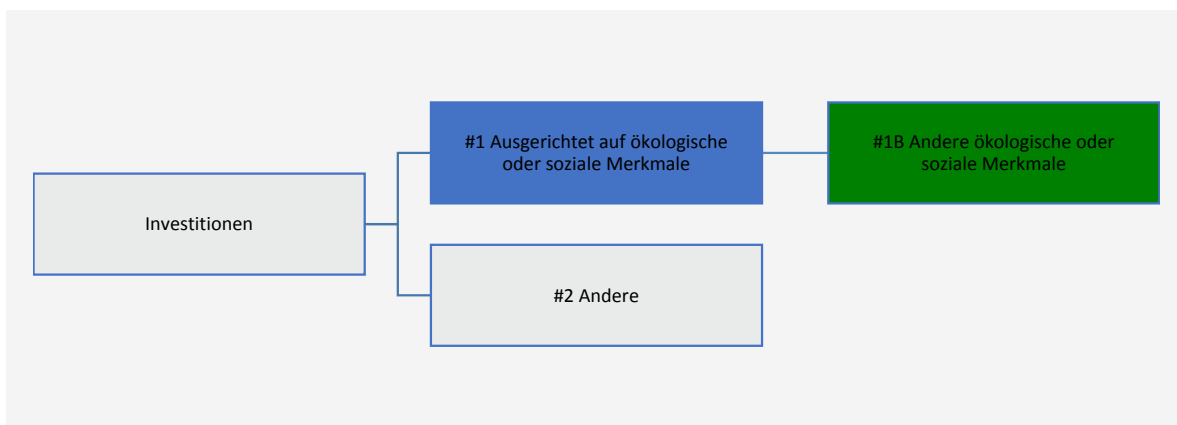 #1 Ausgerichtet auf ökologische
oder soziale Merkmale
#1B Andere ökologische oder
soziale Merkmale
Investitionen
#2 Andere